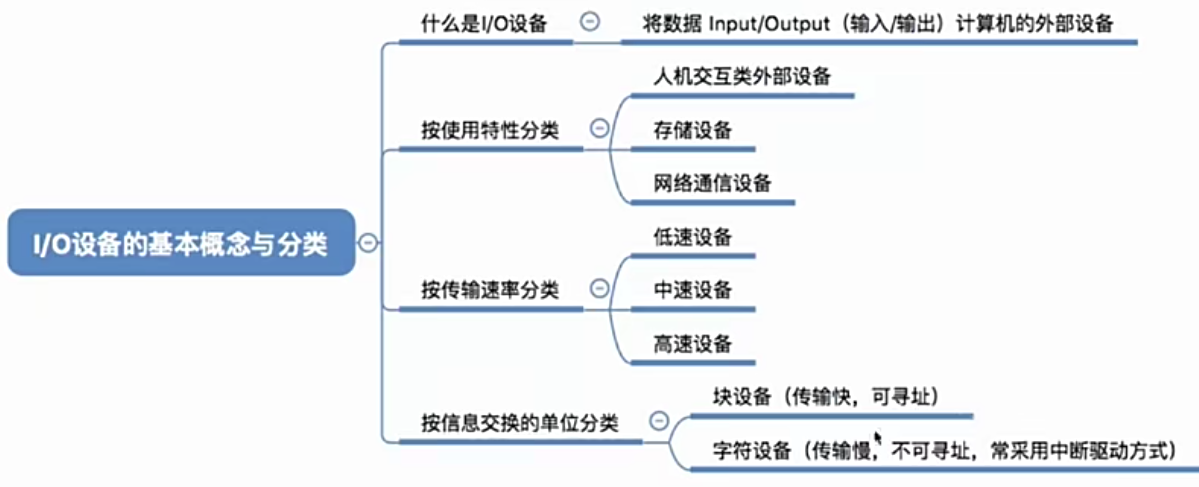 什么是I/O设备
将数据 Input/Output（输入/输出）计算机的外部设备
人机交互类外部设备
按使用特性分类
存储设备
网络通信设备
I/O设备的基本概念与分类
低速设备
按传输速率分类
中速设备
高速设备
块设备（传输快，可寻址）
按信息交换的单位分类
字符设备（传输慢，不可寻址，常采用中断驱动方式）